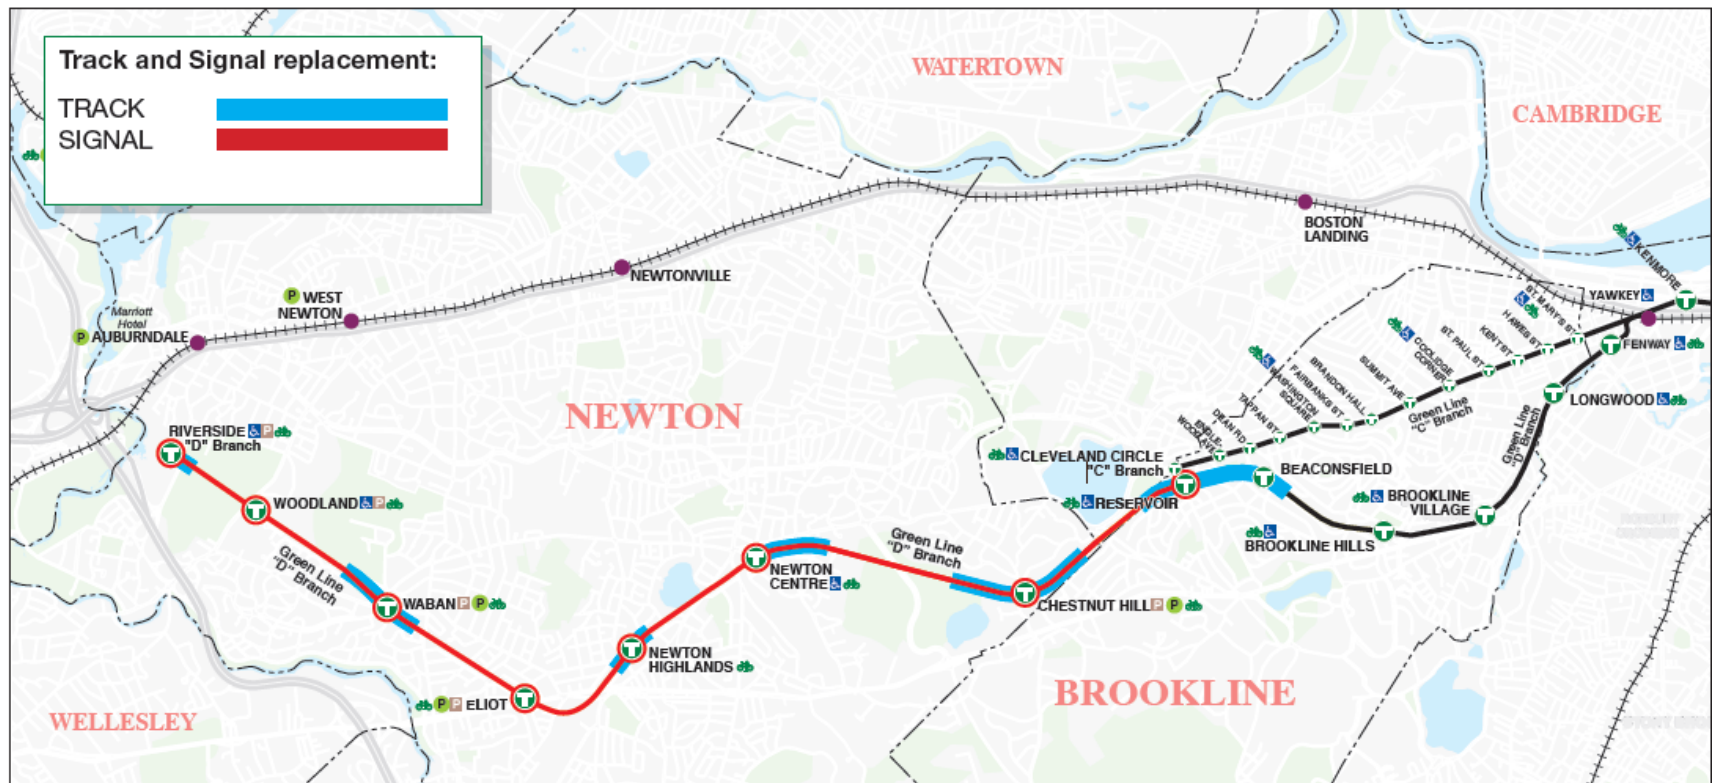 Track and Signal replacement:
TRACK
SIGNAL
WATERTOWN
CAMBRIDGE
BOSTON
LANDING
KENMORE
NEWTONVILLE
P WEST
NEWTON
YAWKEY
ST. MARY'S ST
HAWES ST
KENT ST
ST. PAUL ST
COOLIDGE
CORNER
SUMMIT AVE
BRANDON HALL
FAIRBANKS ST
WASHINGTON
SQUARE
TAPPAN ST
DEAN RD
Marriott
Hotel
P AUBURNDALE
FENWAY
NEWTON
LONGWOOD
Green Line
"C" Branch
Green Line
"D" Branch
RIVERSIDE P
"D" Branch
CLEVELAND CIRCLE
"C" Branch
BEACONSFIELD
WOODLAND P
RESERVOIR
BROOKLINE
VILLAGE
BROOKLINE HILLS
Green Line
"D" Branch
Green Line
"D" Branch
NEWTON
CENTRE
WABAN P P
CHESTNUT HILL P P
NEWTON
HIGHLANDS
P P ELIOT
BROOKLINE
WELLESLEY